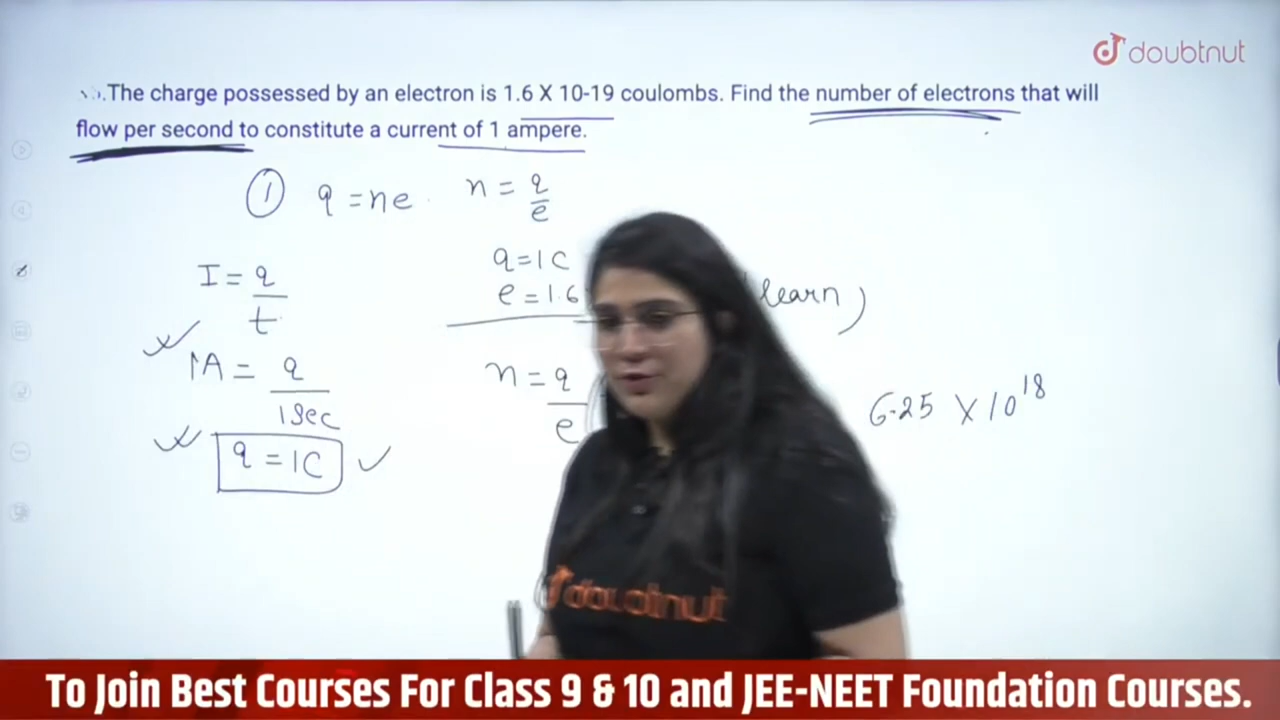 doubtnut
.The charge possessed by an electron is 1.6 X 10-19 coulombs. Find the number of electrons that will
flow per second to constitute a current of 1 ampere.
① q = ne n = q/e
I = q/t
q = 1C
e = 1.6
learn)
1A = q/1Sec
n = q/e
6.25 X 10^18
q = 1C
doubtnut
To Join Best Courses For Class 9 & 10 and JEE-NEET Foundation Courses.